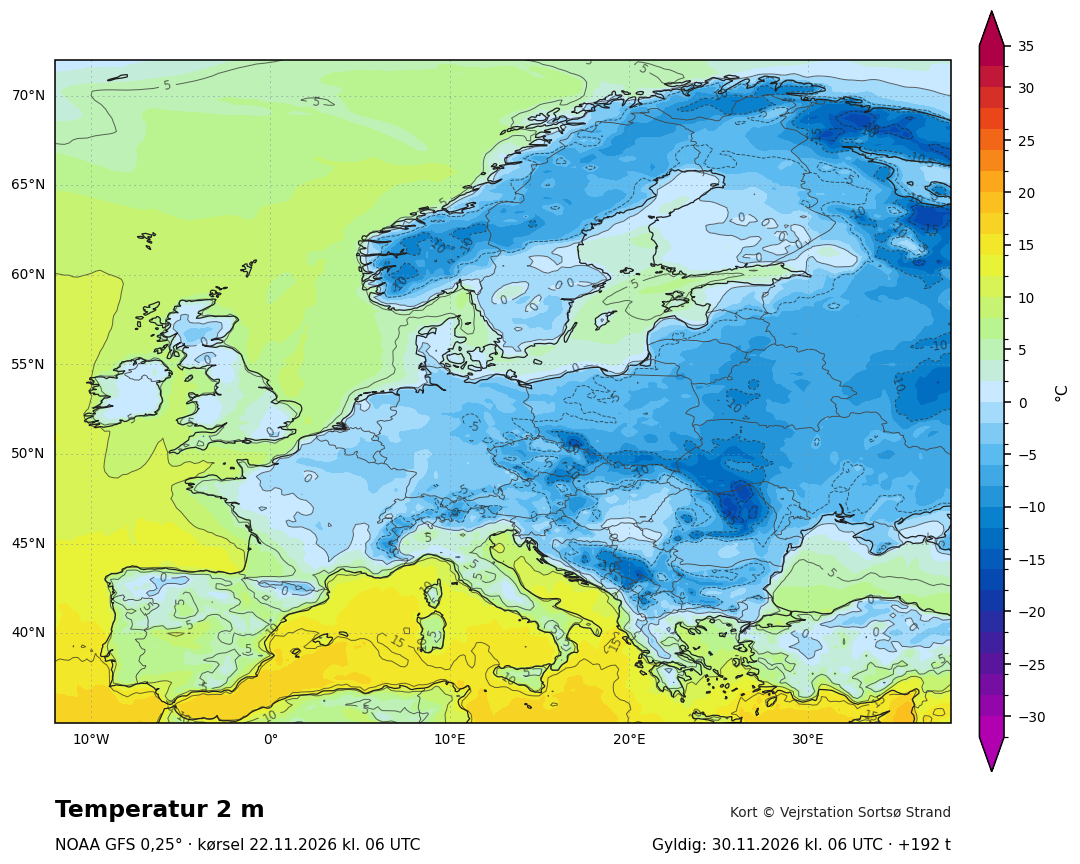 70°N
65°N
60°N
55°N
50°N
45°N
40°N
10°W 0° 10°E 20°E 30°E
35
30
25
20
15
10
5
0
−5
−10
−15
−20
−25
−30
°C
Temperatur 2 m
Kort © Vejrstation Sortsø Strand
NOAA GFS 0,25° · kørsel 22.11.2026 kl. 06 UTC
Gyldig: 30.11.2026 kl. 06 UTC · +192 t